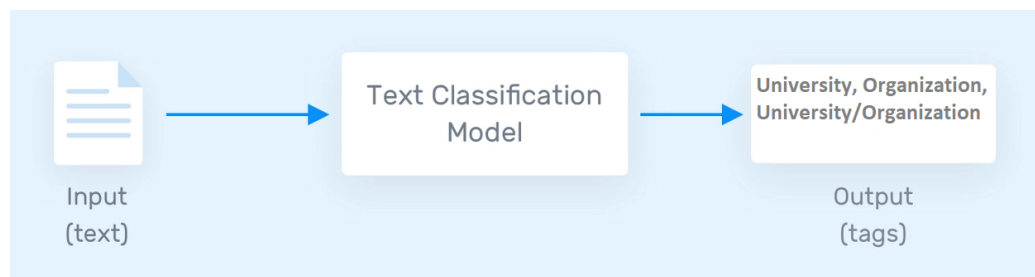 Text Classification
Model
University, Organization,
University/Organization
Input
(text)
Output
(tags)